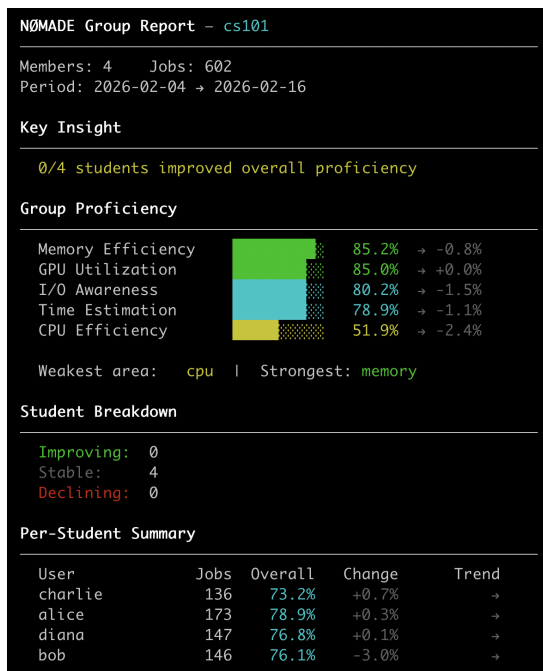 NØMADE Group Report — cs101
Members: 4 Jobs: 602
Period: 2026-02-04 → 2026-02-16
Key Insight
0/4 students improved overall proficiency
Group Proficiency
Memory Efficiency 85.2% → -0.8%
GPU Utilization 85.0% → +0.0%
I/O Awareness 80.2% → -1.5%
Time Estimation 78.9% → -1.1%
CPU Efficiency 51.9% → -2.4%
Weakest area: cpu | Strongest: memory
Student Breakdown
Improving: 0
Stable: 4
Declining: 0
Per-Student Summary
User Jobs Overall Change Trend
charlie 136 73.2% +0.7% →
alice 173 78.9% +0.3% →
diana 147 76.8% +0.1% →
bob 146 76.1% -3.0% →